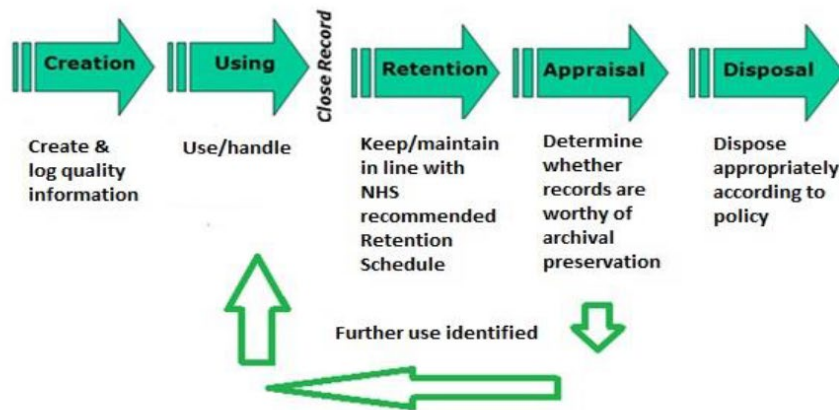 Creation
Using
Close Record
Retention
Appraisal
Disposal
Create &
log quality
information
Use/handle
Keep/maintain
in line with
NHS
recommended
Retention
Schedule
Determine
whether
records are
worthy of
archival
preservation
Dispose
appropriately
according to
policy
Further use identified